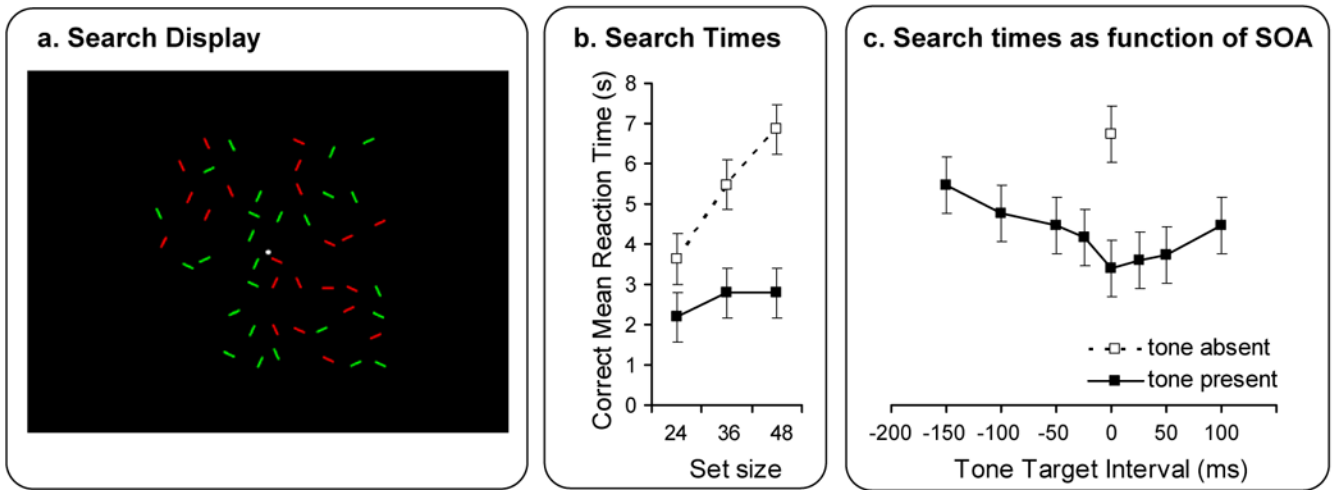 a. Search Display
b. Search Times
Correct Mean Reaction Time (s)
8
7
6
5
4
3
2
1
0
24 36 48
Set size
c. Search times as function of SOA
tone absent
tone present
-200 -150 -100 -50 0 50 100
Tone Target Interval (ms)